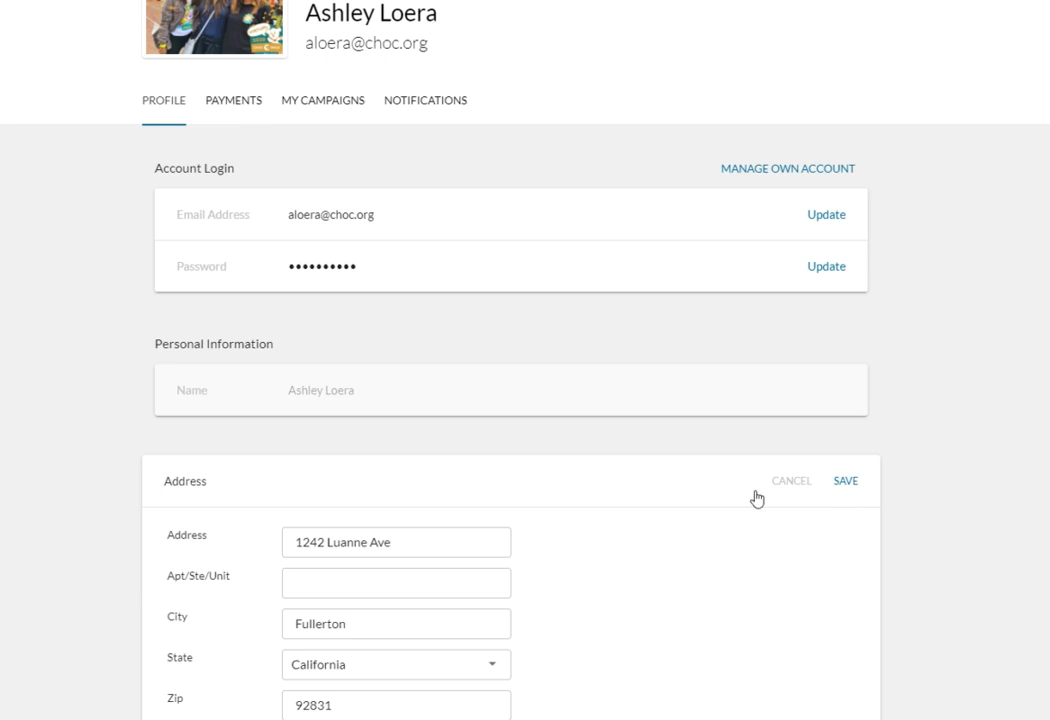 Ashley Loera
aloera@choc.org
PROFILE PAYMENTS MY CAMPAIGNS NOTIFICATIONS
Account Login MANAGE OWN ACCOUNT
Email Address aloera@choc.org Update
Password •••••••••• Update
Personal Information
Name Ashley Loera
Address CANCEL SAVE
Address 1242 Luanne Ave
Apt/Ste/Unit
City Fullerton
State California
Zip 92831